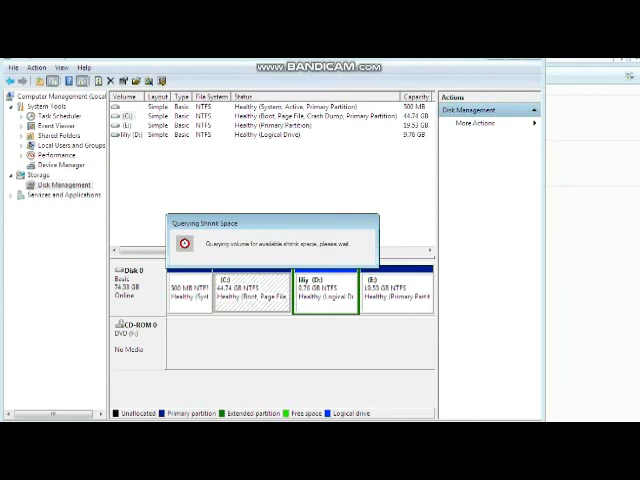 www.BANDICAM.com
File Action View Help
Computer Management (Local
System Tools
Task Scheduler
Event Viewer
Shared Folders
Local Users and Groups
Performance
Device Manager
Storage
Disk Management
Services and Applications
Volume Layout Type File System Status Capacity
Simple Basic NTFS Healthy (System, Active, Primary Partition) 500 MB
(C:) Simple Basic NTFS Healthy (Boot, Page File, Crash Dump, Primary Partition) 44.74 GB
(E:) Simple Basic NTFS Healthy (Primary Partition) 19.53 GB
liliy (D:) Simple Basic NTFS Healthy (Logical Drive) 9.76 GB
Actions
Disk Management
More Actions
Querying Shrink Space
Querying volume for available shrink space, please wait
Disk 0
Basic
74.53 GB
Online
500 MB NTFS
Healthy (Syst
(C:)
44.74 GB NTFS
Healthy (Boot, Page File,
liliy (D:)
9.76 GB NTFS
Healthy (Logical D
(E:)
19.53 GB NTFS
Healthy (Primary Partit
CD-ROM 0
DVD (F:)
No Media
Unallocated Primary partition Extended partition Free space Logical drive